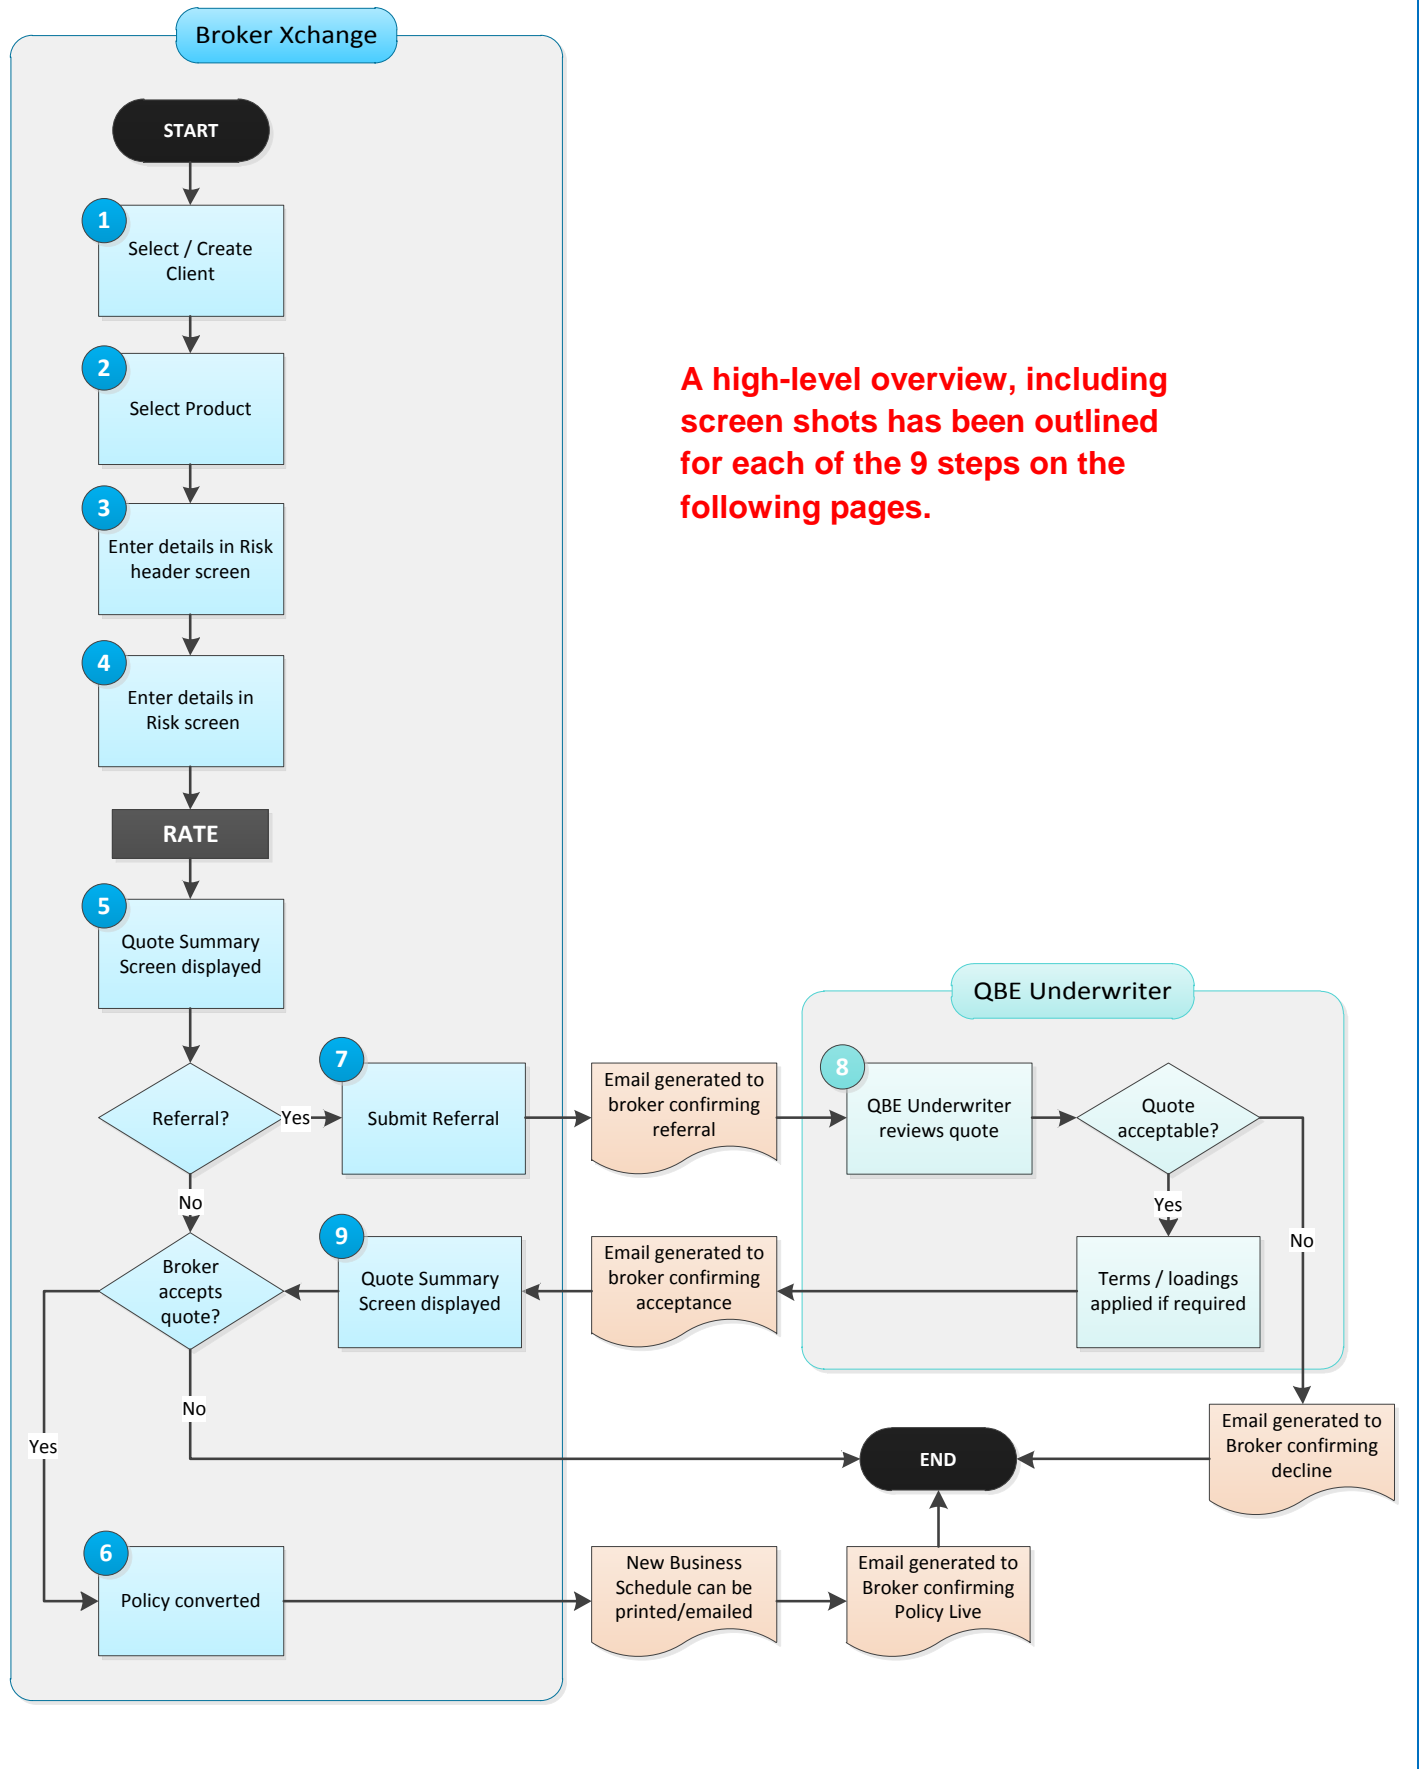 Broker Xchange
START
1
Select / Create
Client
2
Select Product
A high-level overview, including
screen shots has been outlined
for each of the 9 steps on the
following pages.
3
Enter details in Risk
header screen
4
Enter details in
Risk screen
RATE
5
Quote Summary
Screen displayed
QBE Underwriter
Referral?
Yes
7
Submit Referral
Email generated to
broker confirming
referral
8
QBE Underwriter
reviews quote
Quote
acceptable?
No
Yes
No
Broker
accepts
quote?
9
Quote Summary
Screen displayed
Email generated to
broker confirming
acceptance
Terms / loadings
applied if required
No
Yes
END
Email generated to
Broker confirming
decline
6
Policy converted
New Business
Schedule can be
printed/emailed
Email generated to
Broker confirming
Policy Live